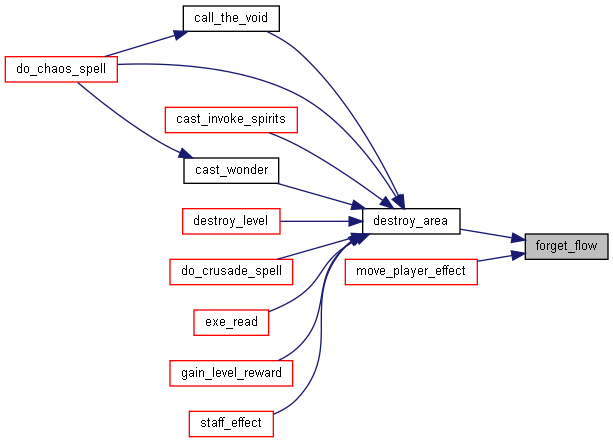 call_the_void
do_chaos_spell
cast_invoke_spirits
cast_wonder
destroy_level
destroy_area
forget_flow
do_crusade_spell
move_player_effect
exe_read
gain_level_reward
staff_effect